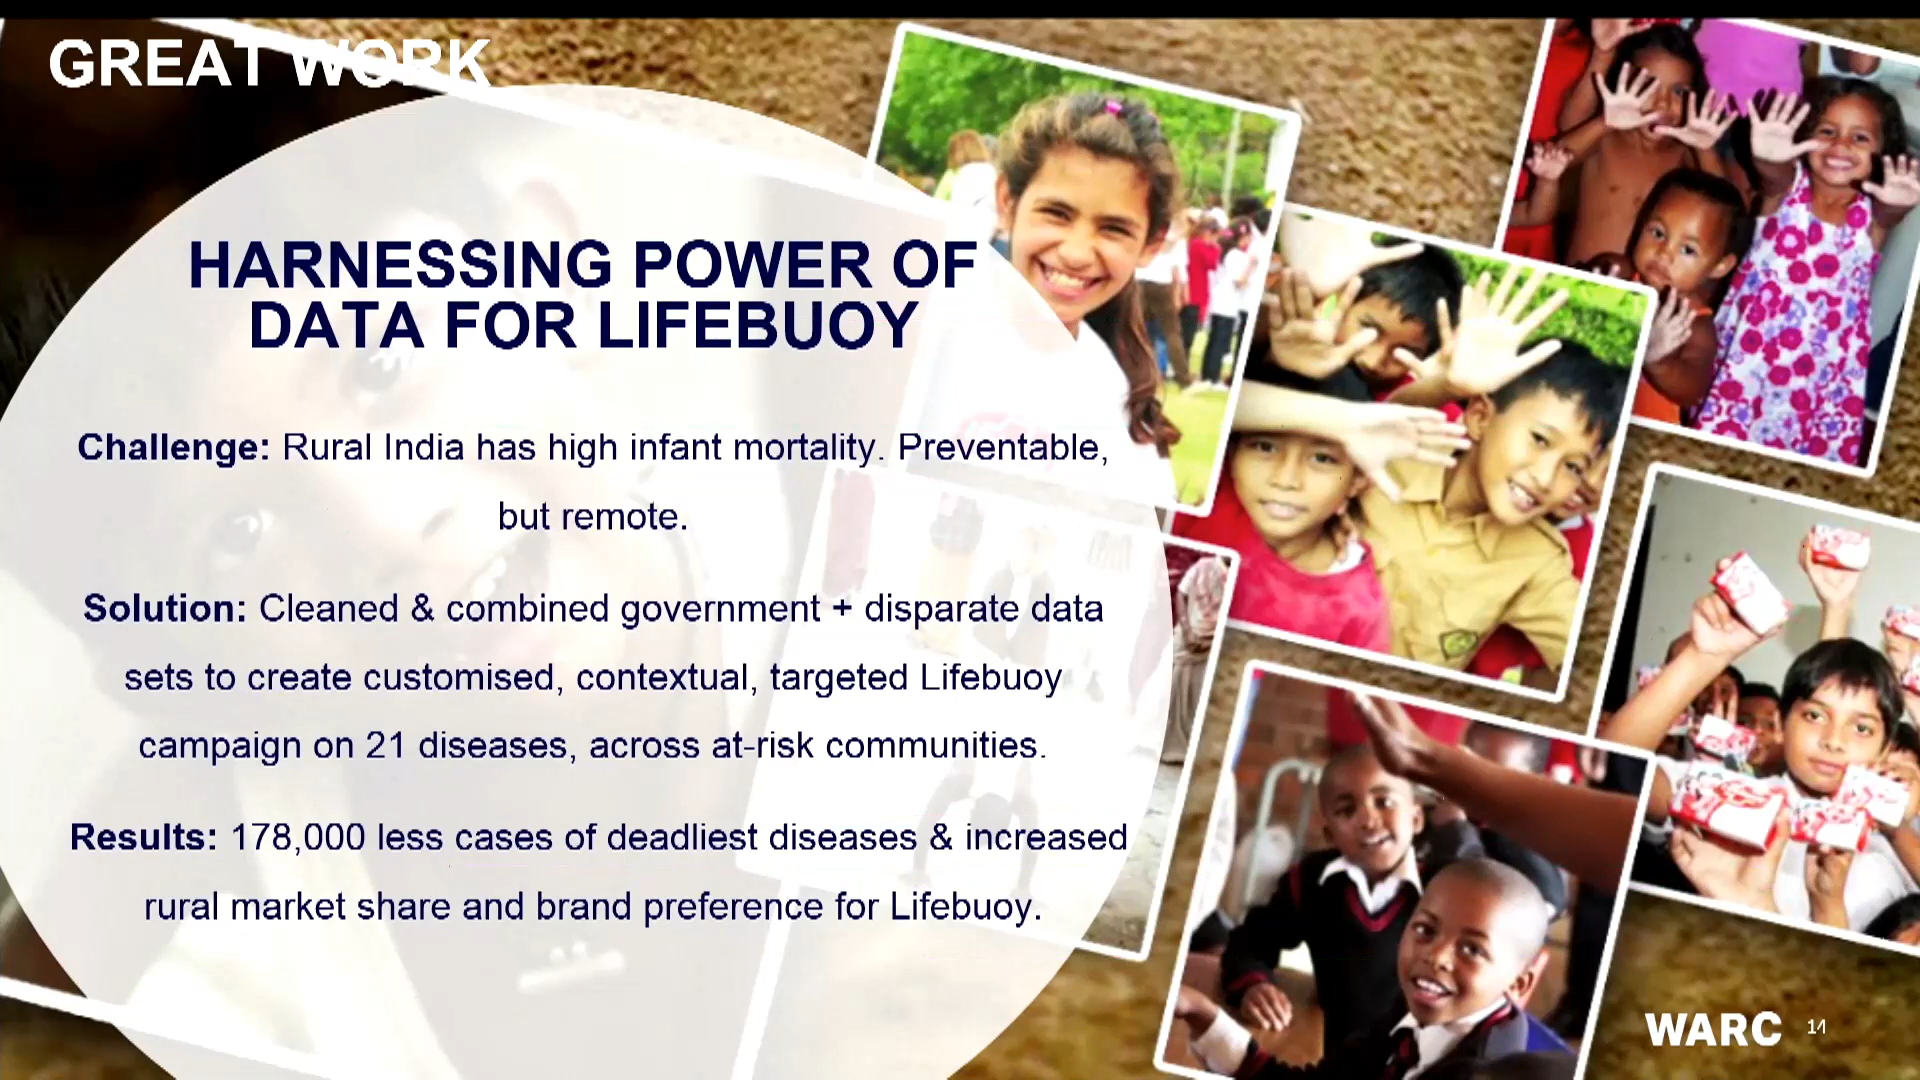 GREAT WORK
HARNESSING POWER OF
DATA FOR LIFEBUOY
Challenge: Rural India has high infant mortality. Preventable,
but remote.
Solution: Cleaned & combined government + disparate data
sets to create customised, contextual, targeted Lifebuoy
campaign on 21 diseases, across at-risk communities.
Results: 178,000 less cases of deadliest diseases & increased
rural market share and brand preference for Lifebuoy.
WARC 14